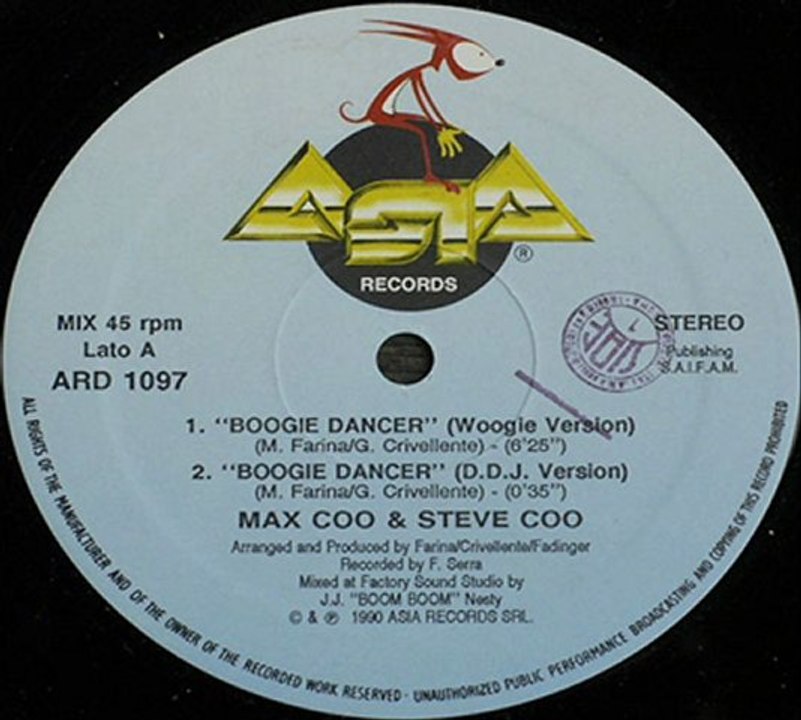 ASIA
®
RECORDS
MIX 45 rpm
Lato A
ARD 1097
STEREO
Publishing
S.A.I.F.A.M.
1. "BOOGIE DANCER" (Woogie Version)
(M. Farina/G. Crivellente) - (6'25")
2. "BOOGIE DANCER" (D.D.J. Version)
(M. Farina/G. Crivellente) - (0'35")
MAX COO & STEVE COO
Arranged and Produced by Farina/Crivellente/Fadinger
Recorded by F. Serra
Mixed at Factory Sound Studio by
J.J. "BOOM BOOM" Nesty
© & ℗ 1990 ASIA RECORDS SRL.
ALL RIGHTS OF THE MANUFACTURER AND OF THE OWNER OF THE RECORDED WORK RESERVED - UNAUTHORIZED PUBLIC PERFORMANCE BROADCASTING AND COPYING OF THIS RECORD PROHIBITED